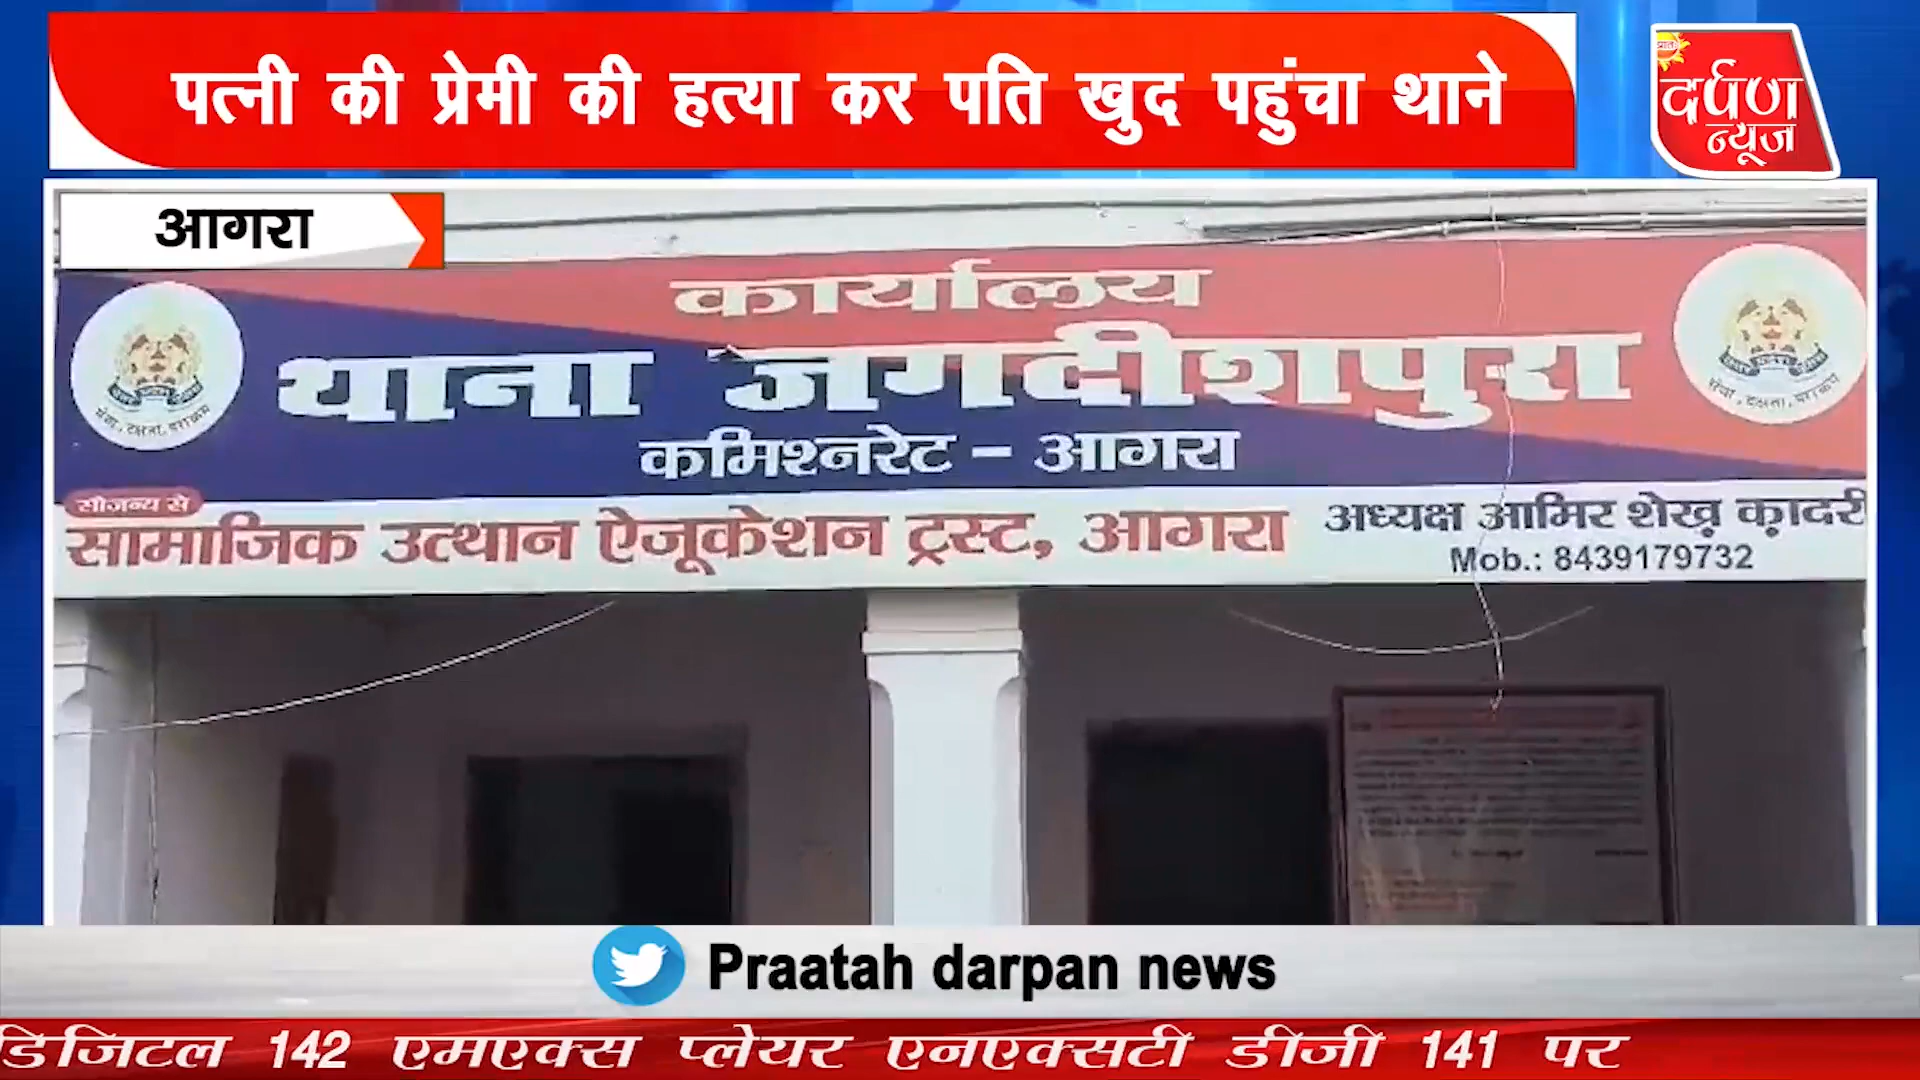 पत्नी की प्रेमी की हत्या कर पति खुद पहुंचा थाने
दर्पण
न्यूज
आगरा
कार्यालय
थाना जगदीशपुरा
कमिश्नरेट - आगरा
सौजन्य से
सामाजिक उत्थान ऐजूकेशन ट्रस्ट, आगरा
अध्यक्ष आमिर शेख़ क़ादरी
Mob.: 8439179732
Praatah darpan news
डिजिटल 142 एमएक्स प्लेयर एनएक्सटी डीजी 141 पर